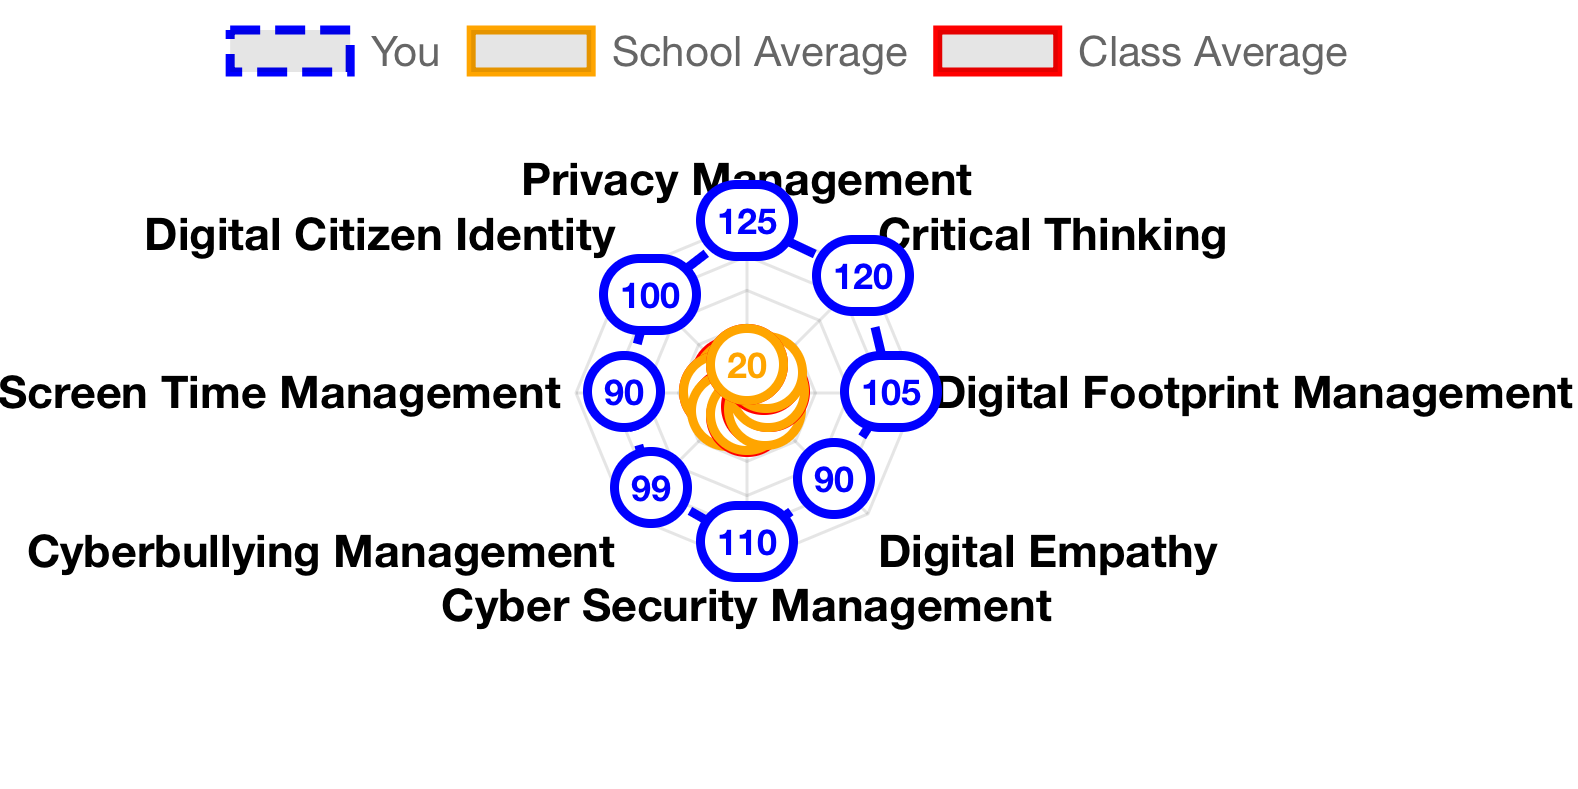 You School Average Class Average
Privacy Management
Digital Citizen Identity Critical Thinking
125
120
100
20
Screen Time Management 90 105 Digital Footprint Management
99 90
110
Cyberbullying Management Digital Empathy
Cyber Security Management